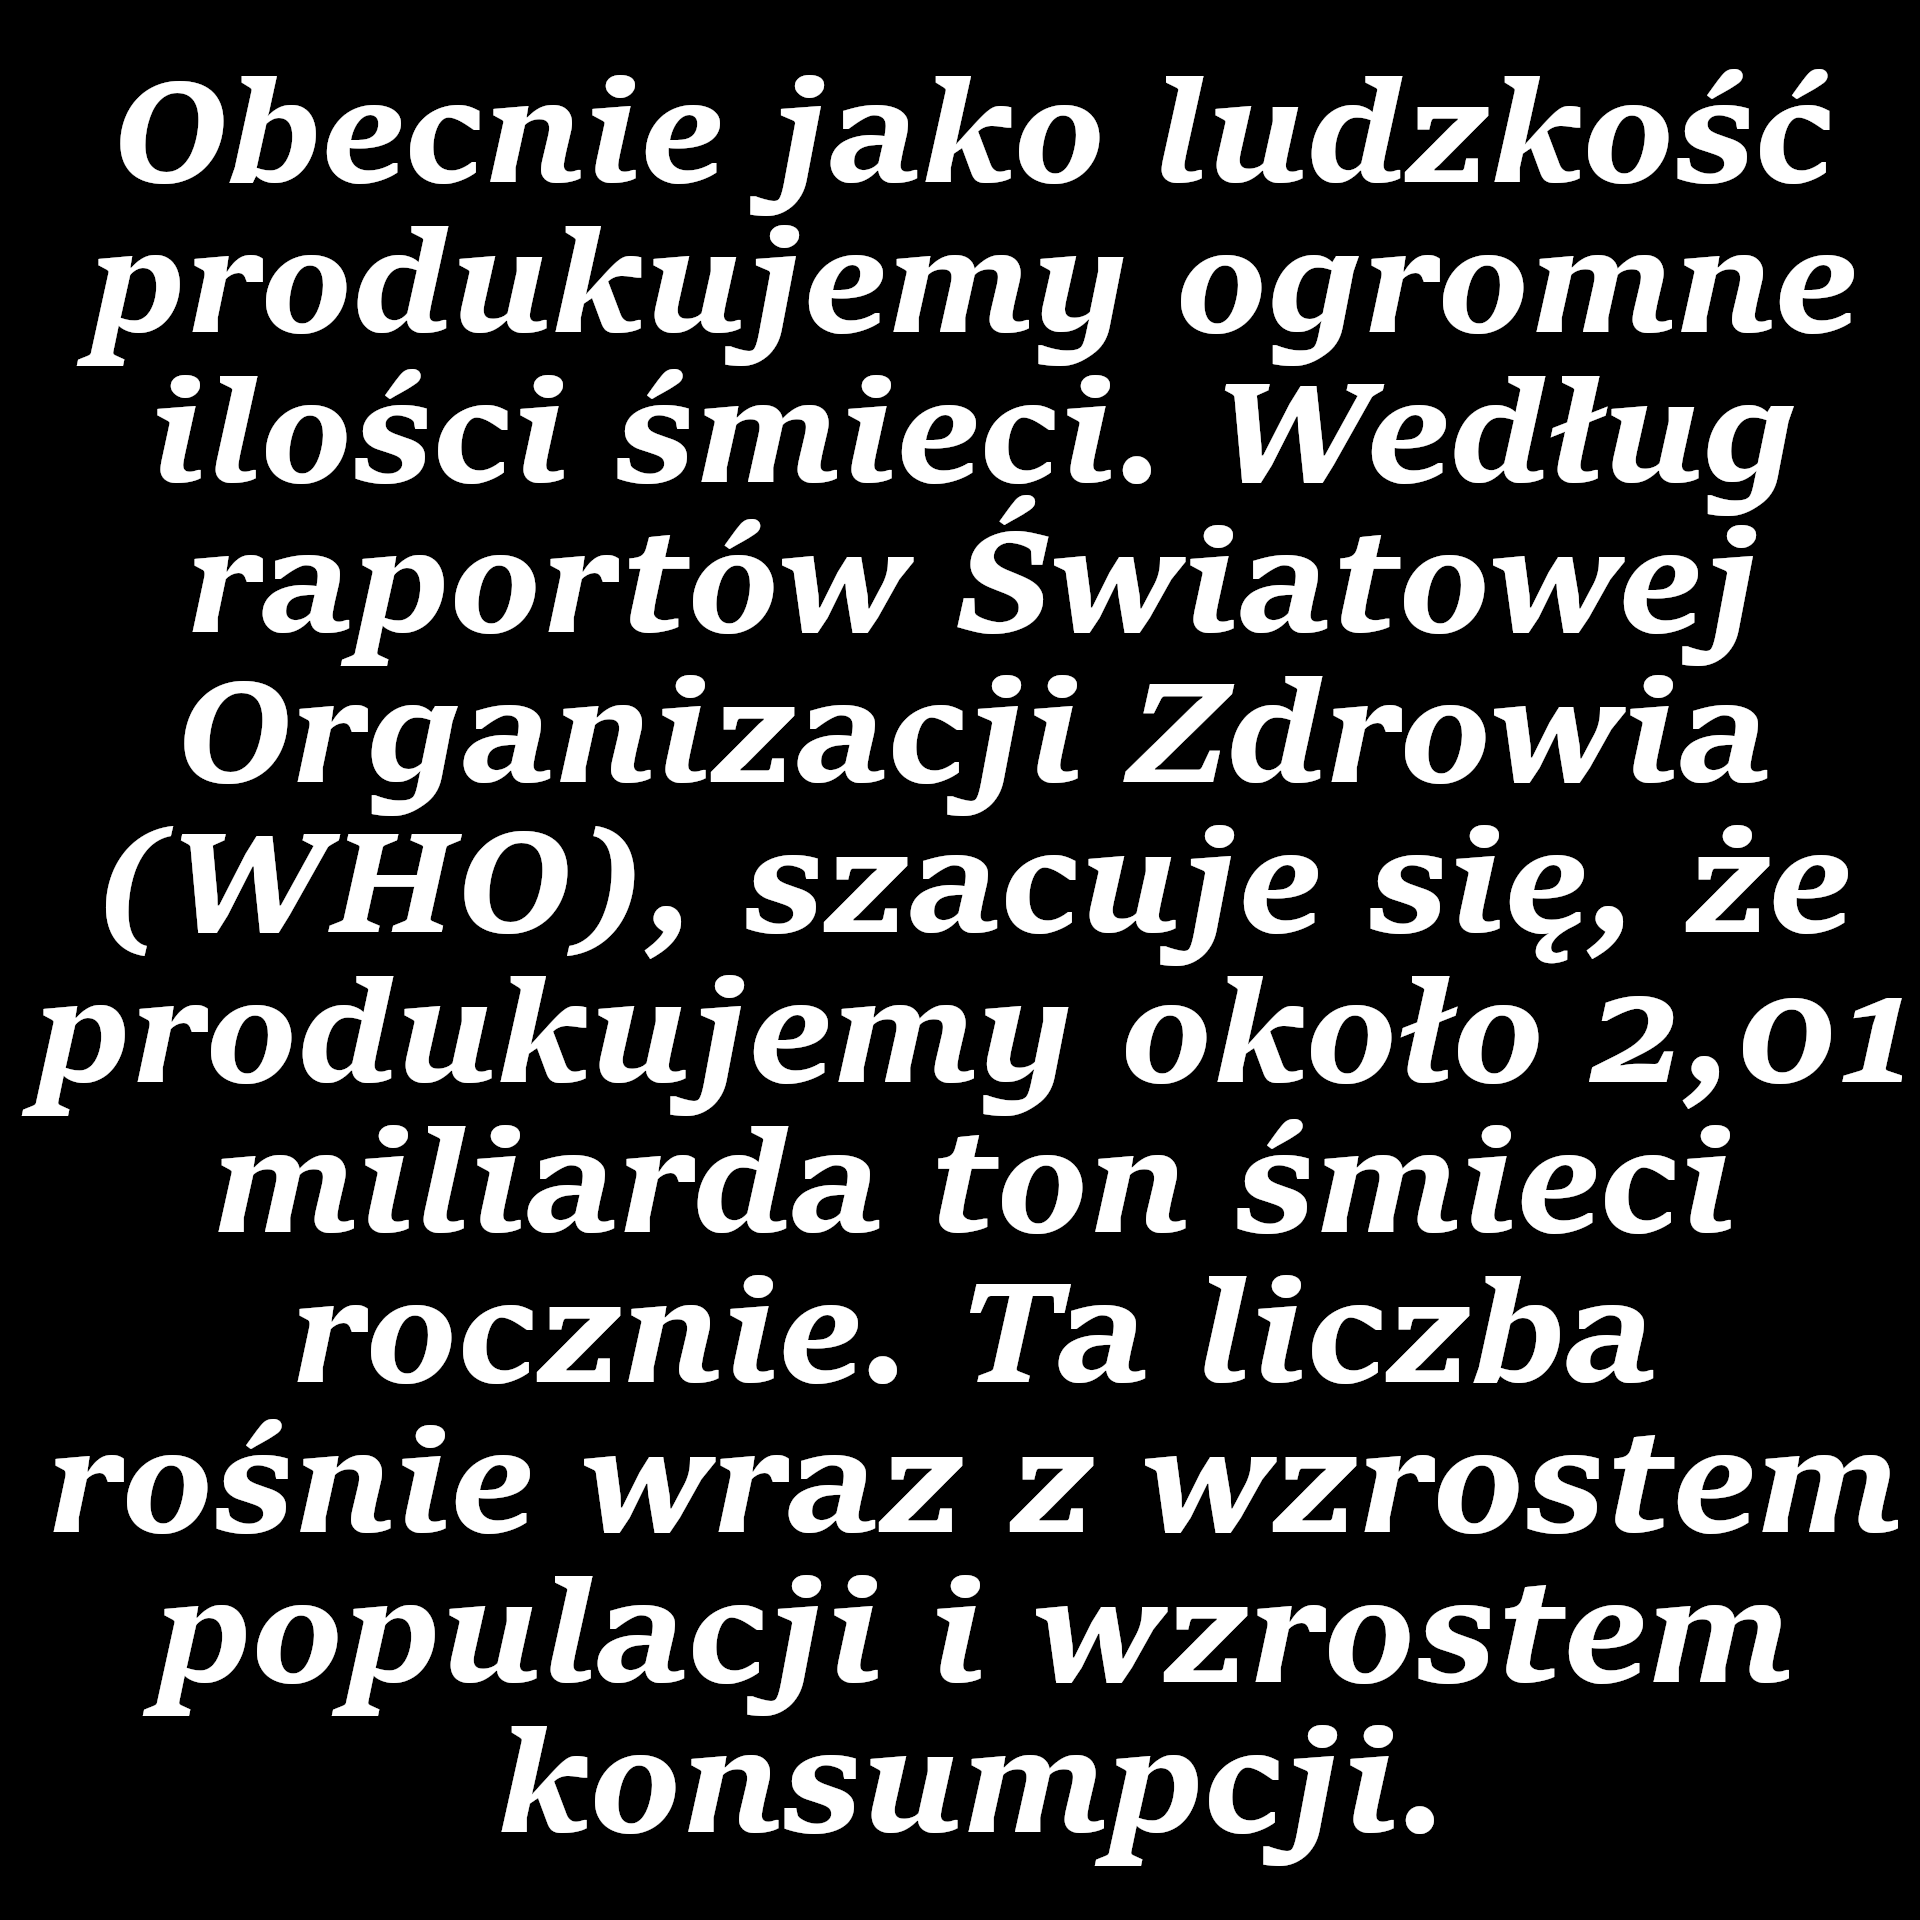 Obecnie jako ludzkość
produkujemy ogromne
ilości śmieci. Według
raportów Światowej
Organizacji Zdrowia
(WHO), szacuje się, że
produkujemy około 2,01
miliarda ton śmieci
rocznie. Ta liczba
rośnie wraz z wzrostem
populacji i wzrostem
konsumpcji.